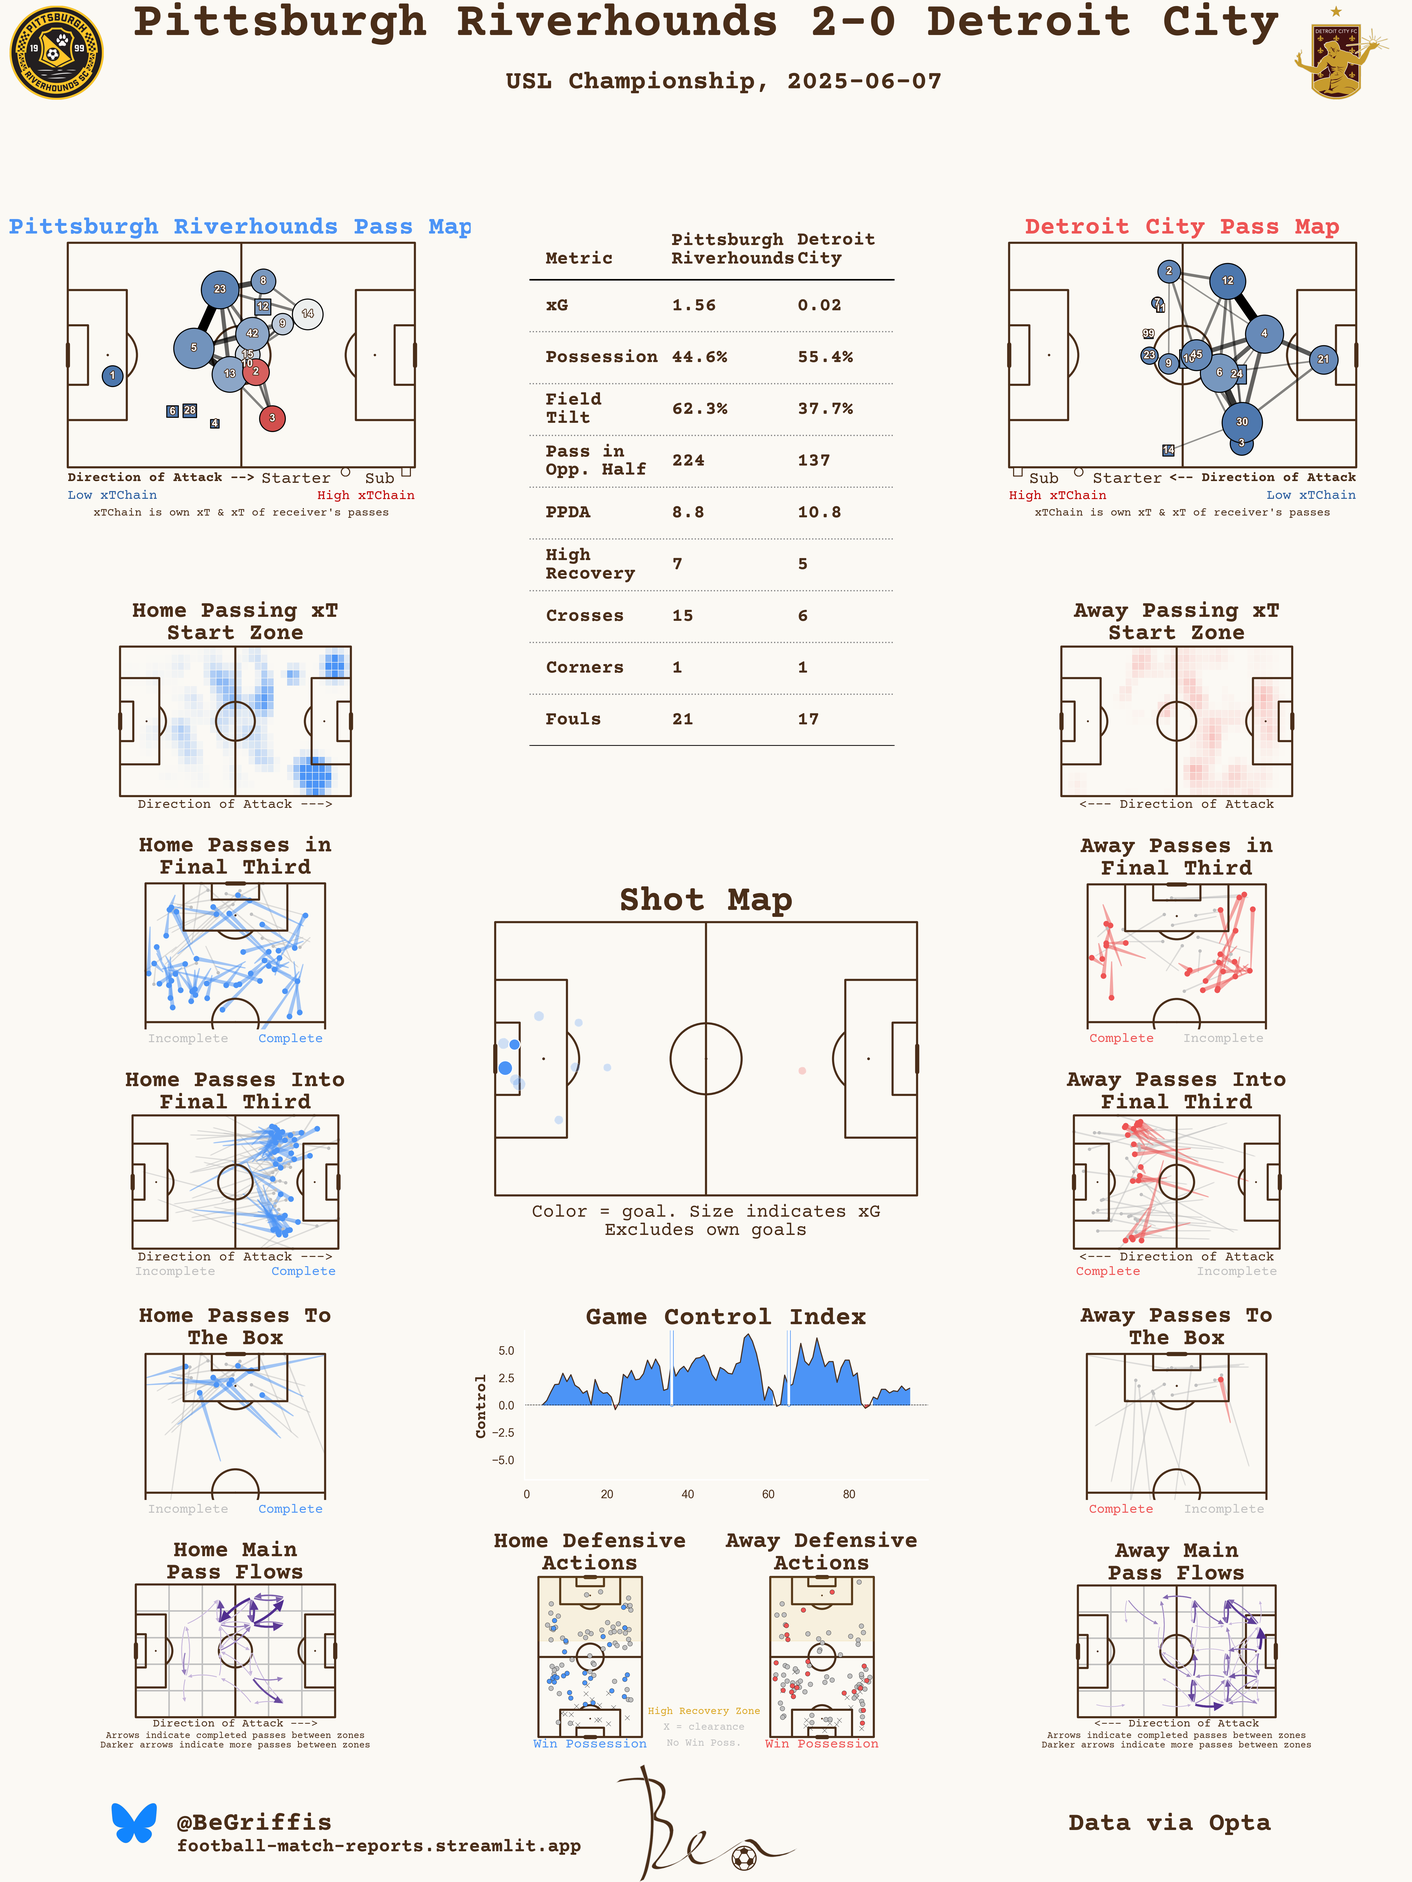 Pittsburgh Riverhounds 2-0 Detroit City
USL Championship, 2025-06-07
PITTSBURGH
19 99
RIVERHOUNDS SC
DETROIT CITY FC
Pittsburgh Riverhounds Pass Map
23
8
12
14
9
42
5
15
10
2
13
1
6
28
4
3
Direction of Attack --> Starter Sub
Low xTChain High xTChain
xTChain is own xT & xT of receiver's passes
Metric Pittsburgh Riverhounds Detroit City
xG 1.56 0.02
Possession 44.6% 55.4%
Field Tilt 62.3% 37.7%
Pass in Opp. Half 224 137
PPDA 8.8 10.8
High Recovery 7 5
Crosses 15 6
Corners 1 1
Fouls 21 17
Detroit City Pass Map
2
12
7
11
99
4
23
9
10
45
21
6
24
30
3
14
Sub Starter <-- Direction of Attack
High xTChain Low xTChain
xTChain is own xT & xT of receiver's passes
Home Passing xT
Start Zone
Direction of Attack --->
Away Passing xT
Start Zone
<--- Direction of Attack
Home Passes in
Final Third
Incomplete Complete
Away Passes in
Final Third
Complete Incomplete
Shot Map
Color = goal. Size indicates xG
Excludes own goals
Home Passes Into
Final Third
Direction of Attack --->
Incomplete Complete
Away Passes Into
Final Third
<--- Direction of Attack
Complete Incomplete
Home Passes To
The Box
Incomplete Complete
Game Control Index
Control
5.0
2.5
0.0
−2.5
−5.0
0 20 40 60 80
Away Passes To
The Box
Complete Incomplete
Home Main
Pass Flows
Direction of Attack --->
Arrows indicate completed passes between zones
Darker arrows indicate more passes between zones
Home Defensive
Actions
Win Possession
Away Defensive
Actions
Win Possession
High Recovery Zone
X = clearance
No Win Poss.
Away Main
Pass Flows
<--- Direction of Attack
Arrows indicate completed passes between zones
Darker arrows indicate more passes between zones
@BeGriffis
football-match-reports.streamlit.app
Ben
Data via Opta